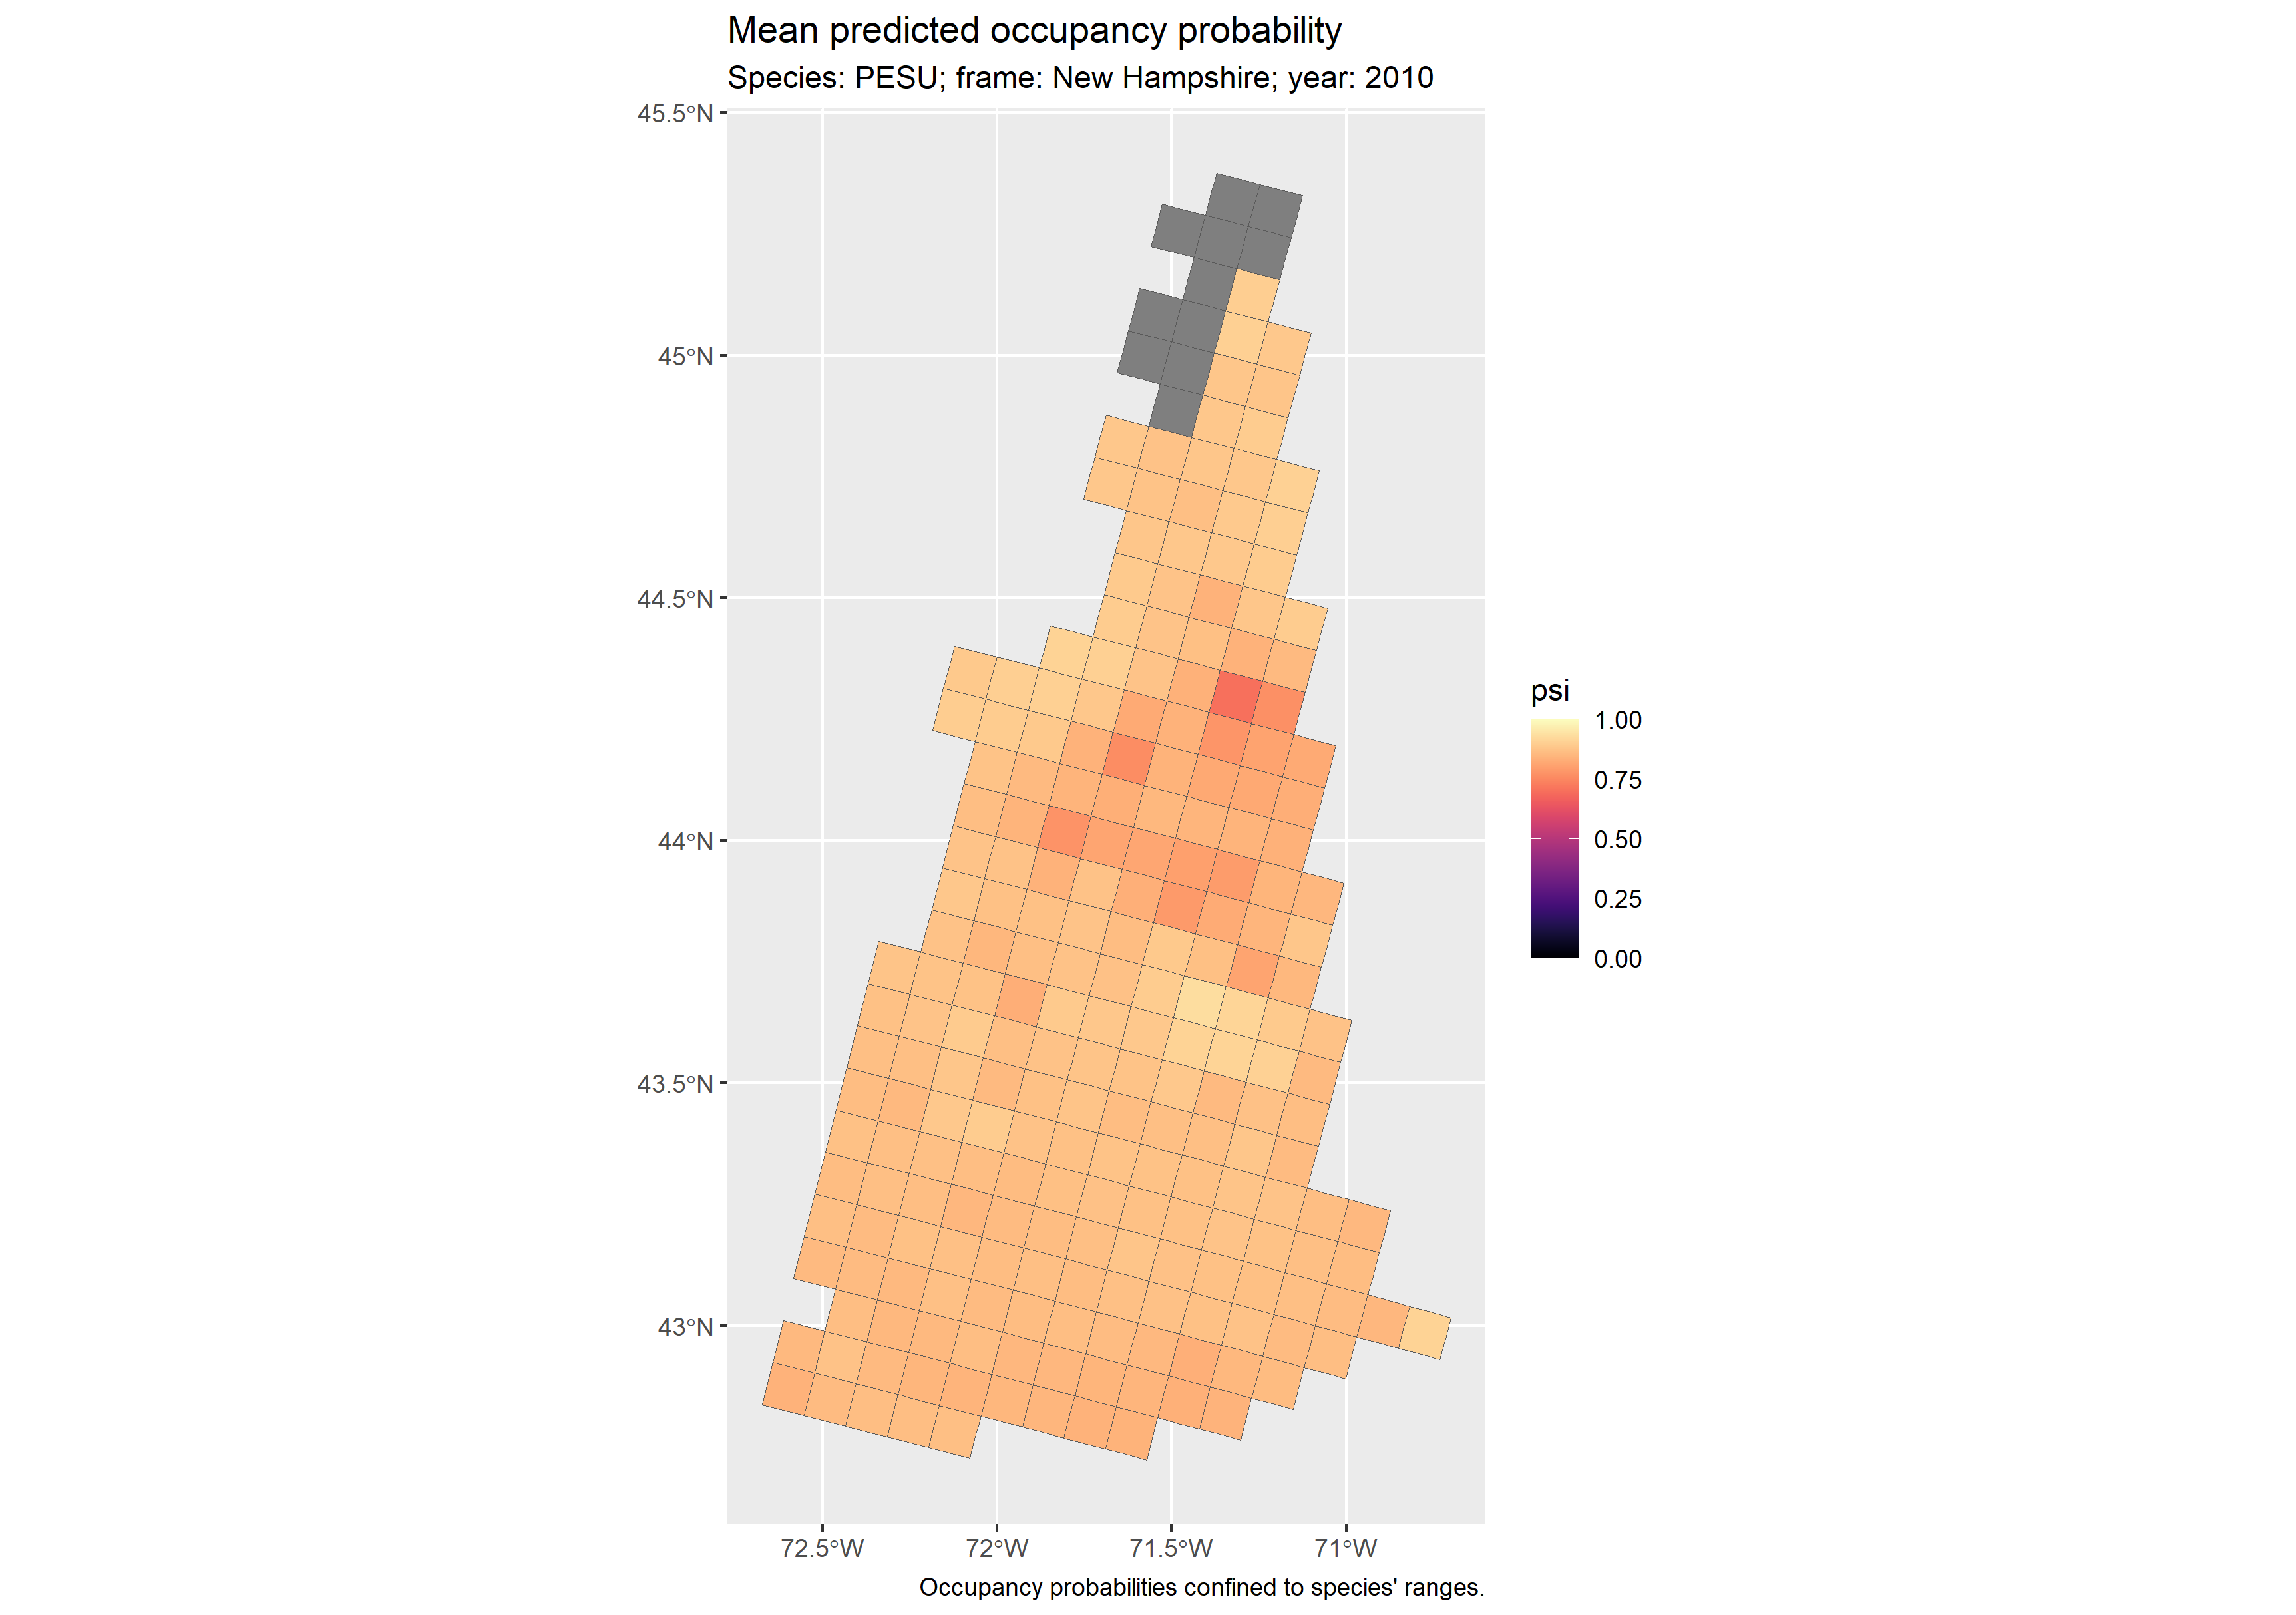 Mean predicted occupancy probability
Species: PESU; frame: New Hampshire; year: 2010
45.5°N
45°N
44.5°N
44°N
43.5°N
43°N
72.5°W
72°W
71.5°W
71°W
psi
1.00
0.75
0.50
0.25
0.00
Occupancy probabilities confined to species' ranges.